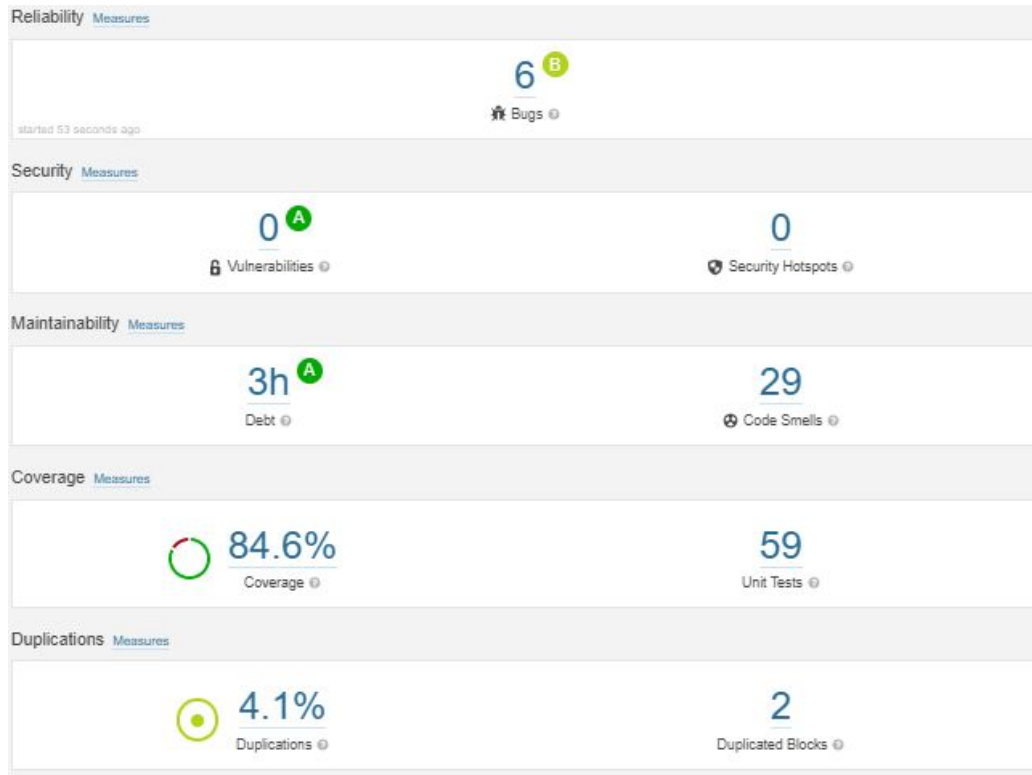 Reliability Measures
6 B
Bugs
started 53 seconds ago
Security Measures
0 A 0
Vulnerabilities Security Hotspots
Maintainability Measures
3h A 29
Debt Code Smells
Coverage Measures
84.6% 59
Coverage Unit Tests
Duplications Measures
4.1% 2
Duplications Duplicated Blocks